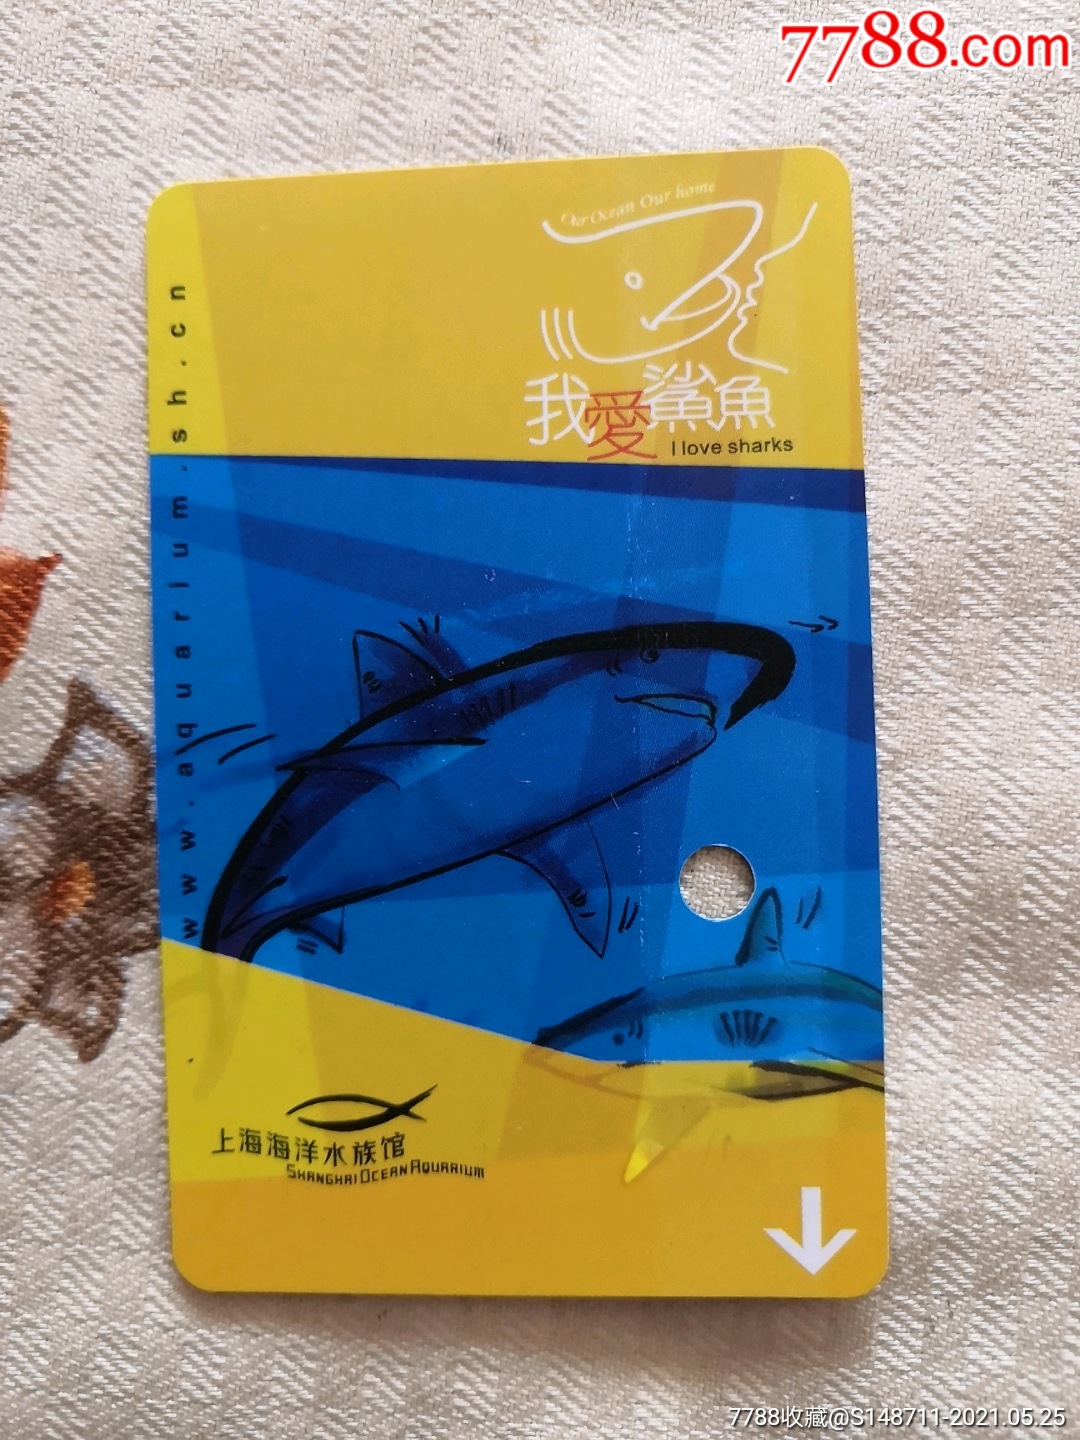 7788.com
Our Ocean Our home
我愛鯊魚
I love sharks
www.aquarium.sh.cn
上海海洋水族馆
SHANGHAI OCEAN AQUARIUM
7788收藏@S148711-2021.05.25